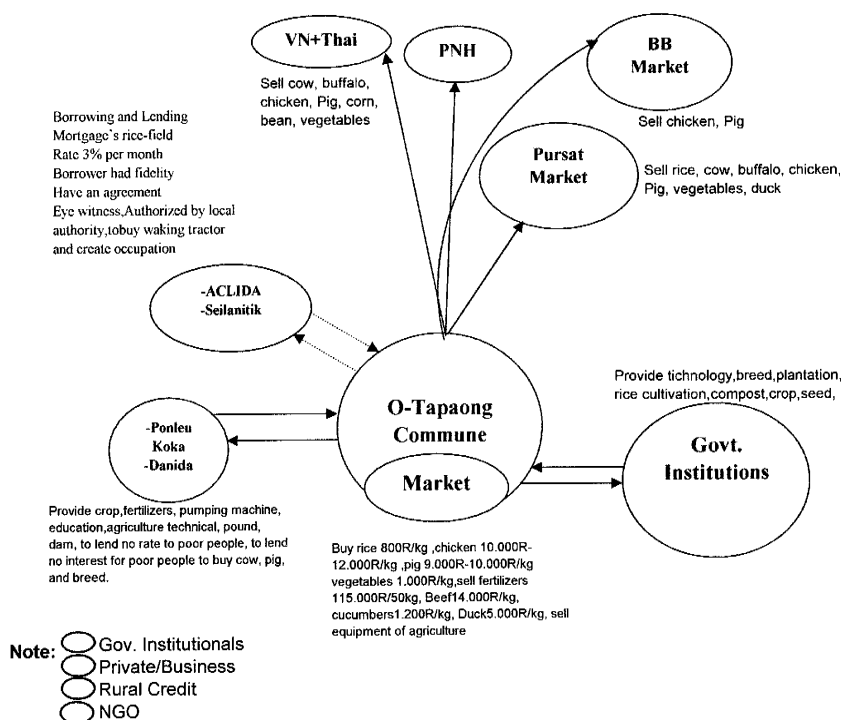 VN+Thai
PNH
BB
Market
Sell cow, buffalo,
chicken, Pig, corn,
bean, vegetables
Sell chicken, Pig
Borrowing and Lending
Mortgage`s rice-field
Rate 3% per month
Borrower had fidelity
Have an agreement
Eye witness,Authorized by local
authority,tobuy waking tractor
and create occupation
Pursat
Market
Sell rice, cow, buffalo, chicken,
Pig, vegetables, duck
-ACLIDA
-Seilanitik
Provide tichnology,breed,plantation,
rice cultivation,compost,crop,seed,
O-Tapaong
Commune
Market
Govt.
Institutions
-Ponleu
Koka
-Danida
Provide crop,fertilizers, pumping machine,
education,agriculture technical, pound,
dam, to lend no rate to poor people, to lend
no interest for poor people to buy cow, pig,
and breed.
Buy rice 800R/kg ,chicken 10.000R-
12.000R/kg ,pig 9.000R-10.000R/kg
vegetables 1.000R/kg,sell fertilizers
115.000R/50kg, Beef14.000R/kg,
cucumbers1.200R/kg, Duck5.000R/kg, sell
equipment of agriculture
Note:
Gov. Institutionals
Private/Business
Rural Credit
NGO